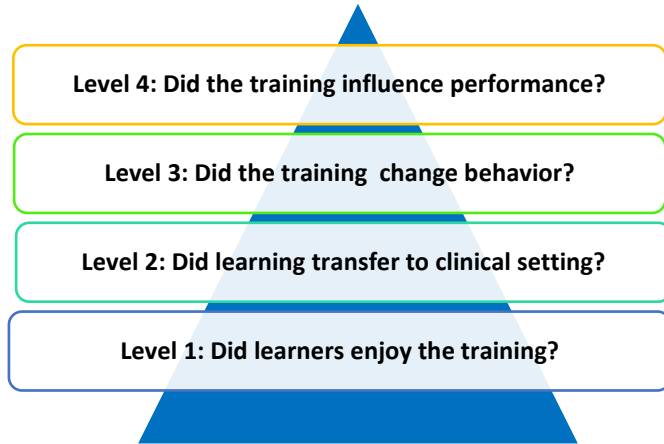 Level 4: Did the training influence performance?
Level 3: Did the training  change behavior?
Level 2: Did learning transfer to clinical setting?
Level 1: Did learners enjoy the training?